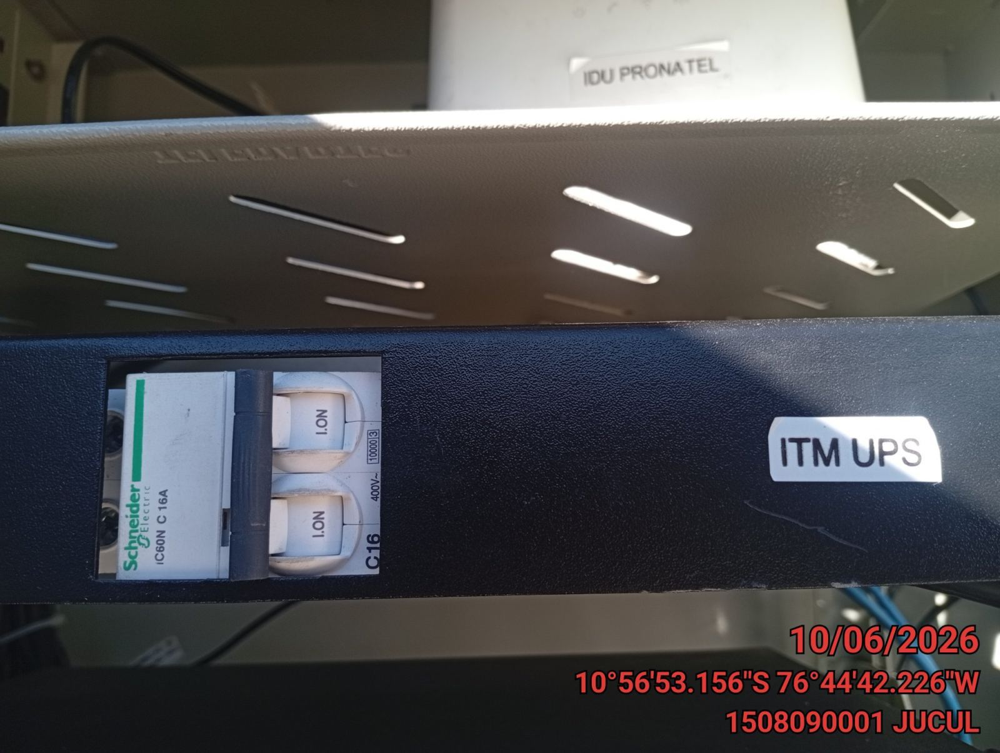 IDU PRONATEL
Schneider
Electric
iC60N C 16A
I.ON
I.ON
10000 3
400V~
C16
ITM UPS
10/06/2026
10°56'53.156"S 76°44'42.226"W
1508090001 JUCUL